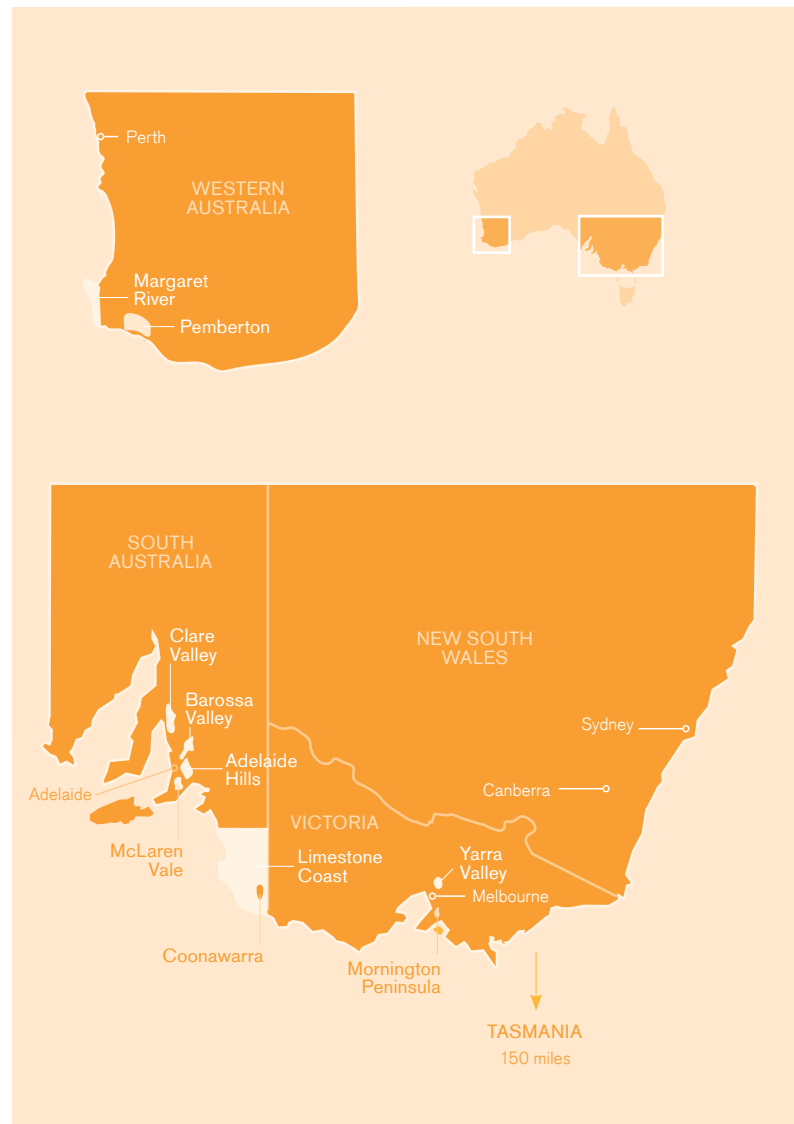 Perth
WESTERN
AUSTRALIA
Margaret
River
Pemberton
SOUTH
AUSTRALIA
Clare
Valley
NEW SOUTH
WALES
Barossa
Valley
Sydney
Adelaide
Hills
Adelaide
Canberra
VICTORIA
McLaren
Vale
Limestone
Coast
Yarra
Valley
Melbourne
Coonawarra
Mornington
Peninsula
TASMANIA
150 miles